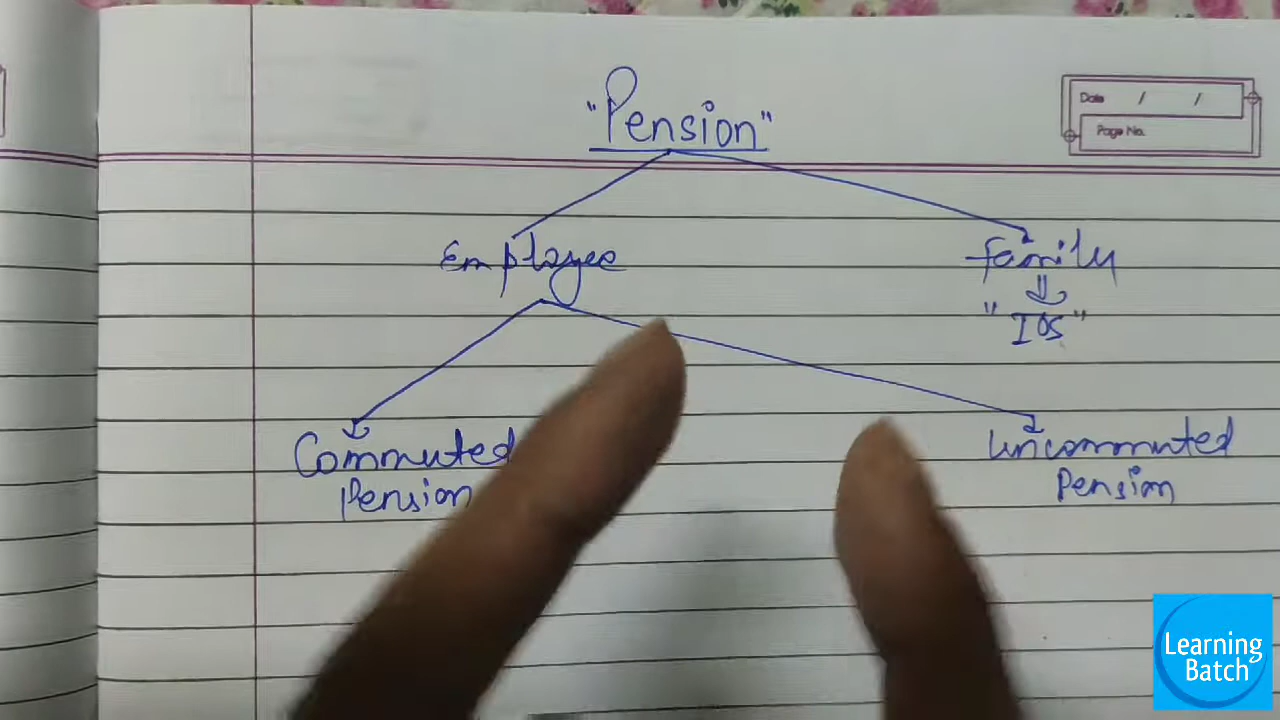 "Pension"
Date / /
Page No.
Employee
family
"IOS"
Commuted
Pension
Uncommuted
Pension
Learning
Batch